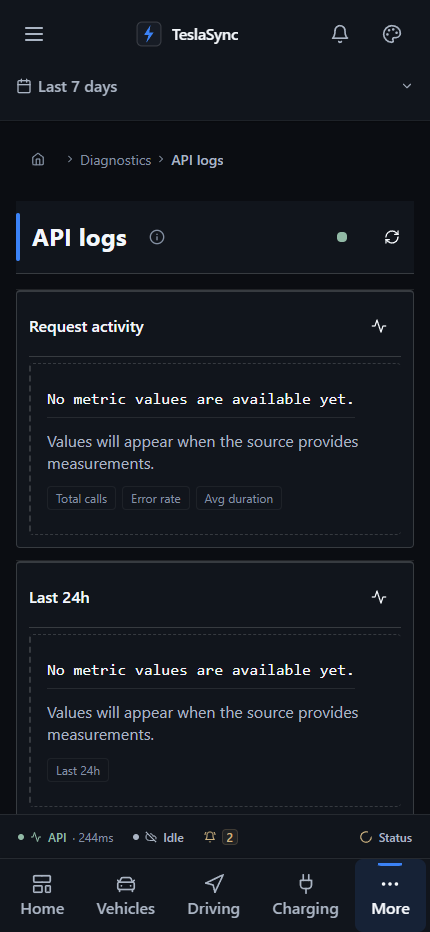 TeslaSync
Last 7 days
Diagnostics
API logs
API logs
Request activity
No metric values are available yet.
Values will appear when the source provides
measurements.
Total calls
Error rate
Avg duration
Last 24h
No metric values are available yet.
Values will appear when the source provides
measurements.
Last 24h
API · 244ms
Idle
2
Status
Home
Vehicles
Driving
Charging
More